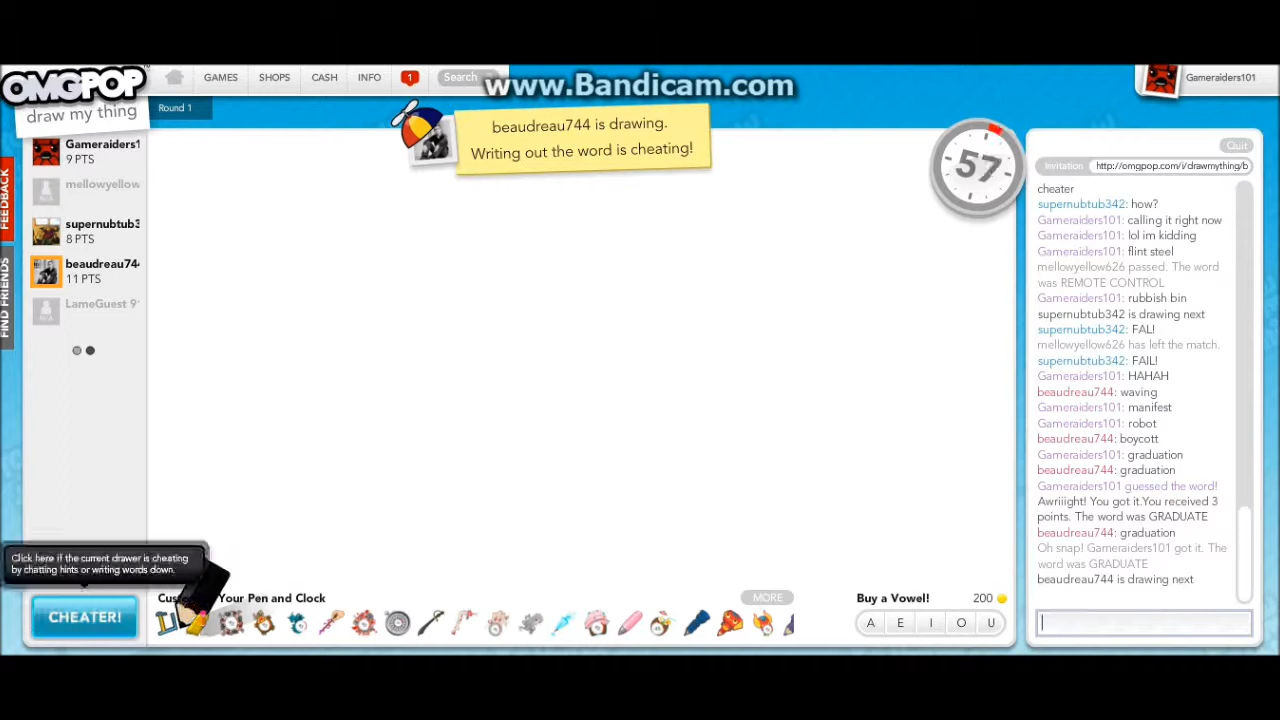 OMGPOP
draw my thing
GAMES
SHOPS
CASH
INFO
1
Search
www.Bandicam.com
Gameraiders101
Round 1
beaudreau744 is drawing.
Writing out the word is cheating!
57
FEEDBACK
FIND FRIENDS
Gameraiders1
9 PTS
mellowyellow
supernubtub3
8 PTS
beaudreau744
11 PTS
LameGuest 9
Quit
Invitation http://omgpop.com/i/drawmything/b
cheater
supernubtub342: how?
Gameraiders101: calling it right now
Gameraiders101: lol im kidding
Gameraiders101: flint steel
mellowyellow626 passed. The word
was REMOTE CONTROL
Gameraiders101: rubbish bin
supernubtub342 is drawing next
supernubtub342: FAL!
mellowyellow626 has left the match.
supernubtub342: FAIL!
Gameraiders101: HAHAH
beaudreau744: waving
Gameraiders101: manifest
Gameraiders101: robot
beaudreau744: boycott
Gameraiders101: graduation
beaudreau744: graduation
Gameraiders101 guessed the word!
Awriiight! You got it.You received 3
points. The word was GRADUATE
beaudreau744: graduation
Oh snap! Gameraiders101 got it. The
word was GRADUATE
beaudreau744 is drawing next
Click here if the current drawer is cheating
by chatting hints or writing words down.
CHEATER!
Your Pen and Clock
MORE
Buy a Vowel!
200
A E I O U